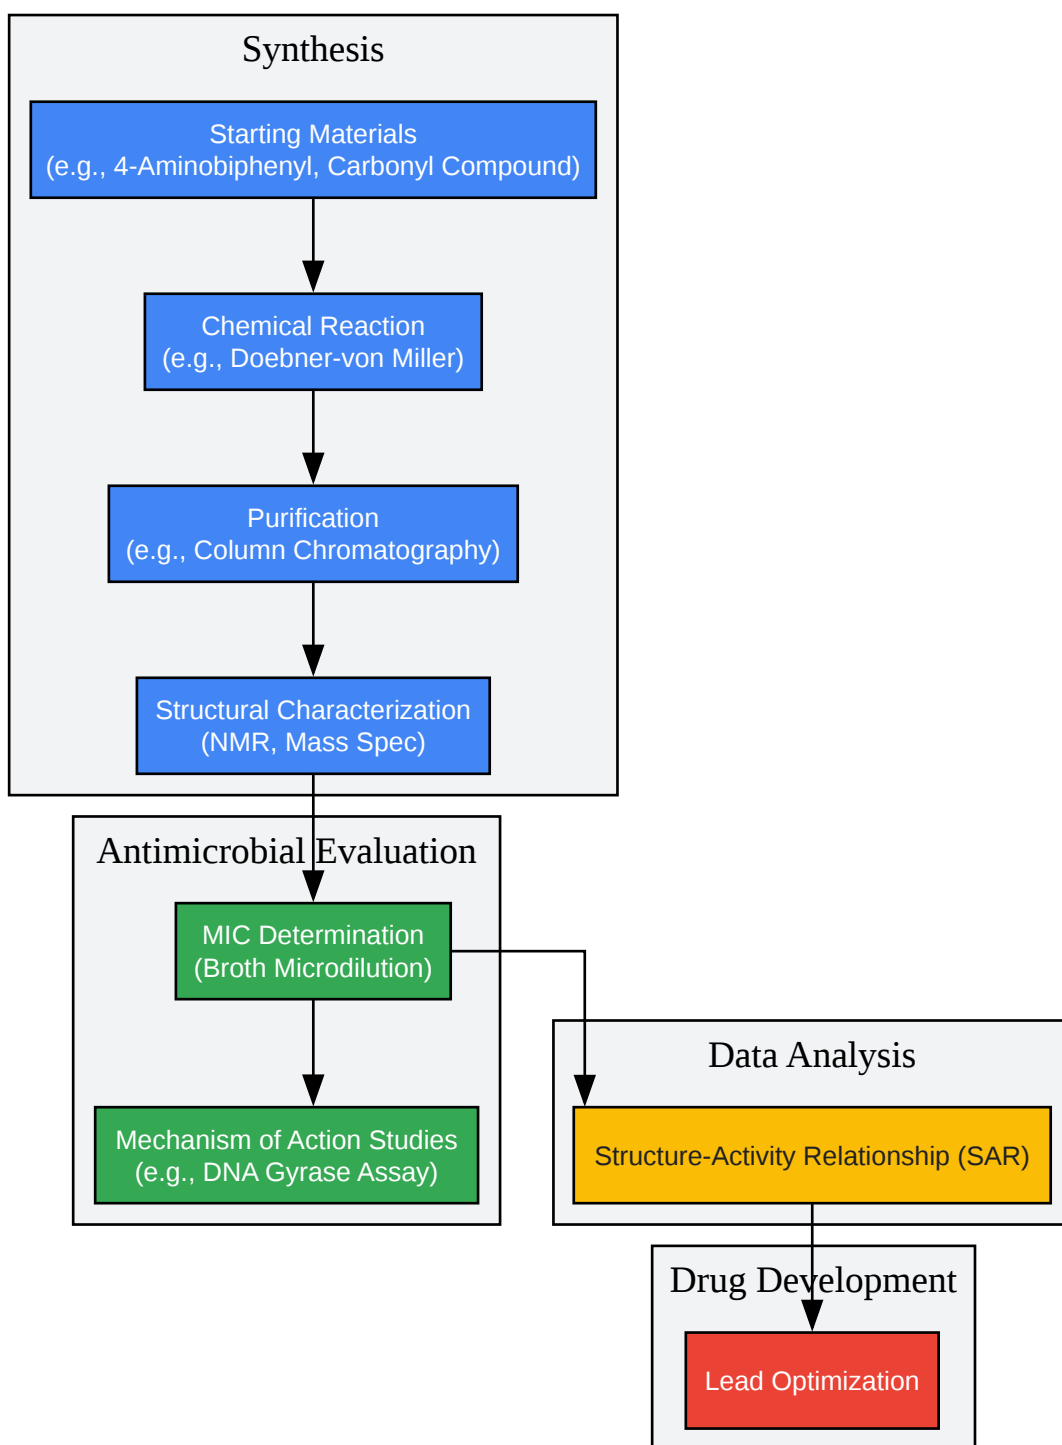 Synthesis
Starting Materials
(e.g., 4-Aminobiphenyl, Carbonyl Compound)
Chemical Reaction
(e.g., Doebner-von Miller)
Purification
(e.g., Column Chromatography)
Structural Characterization
(NMR, Mass Spec)
Antimicrobial Evaluation
MIC Determination
(Broth Microdilution)
Mechanism of Action Studies
(e.g., DNA Gyrase Assay)
Data Analysis
Structure-Activity Relationship (SAR)
Drug Development
Lead Optimization